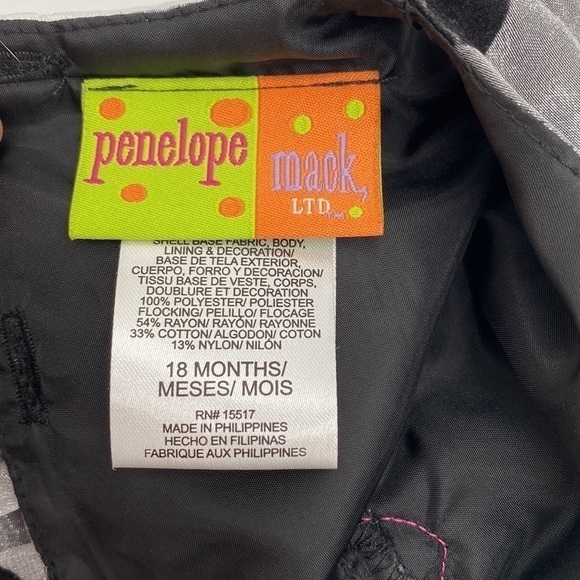 penelope
mack,
LTD
SHELL BASE FABRIC, BODY,
LINING & DECORATION/
BASE DE TELA EXTERIOR,
CUERPO, FORRO Y DECORACION/
TISSU BASE DE VESTE, CORPS,
DOUBLURE ET DECORATION
100% POLYESTER/ POLIESTER
FLOCKING/ PELILLO/ FLOCAGE
54% RAYON/ RAYÓN/ RAYONNE
33% COTTON/ ALGODON/ COTON
13% NYLON/ NILÓN
18 MONTHS/
MESES/ MOIS
RN# 15517
MADE IN PHILIPPINES
HECHO EN FILIPINAS
FABRIQUE AUX PHILIPPINES